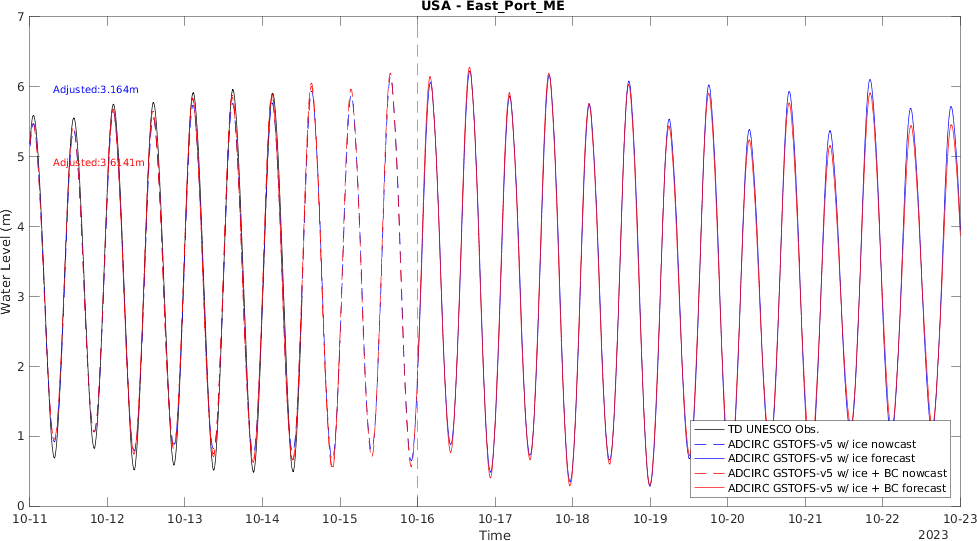 USA - East_Port_ME
7
6
5
4
3
2
1
0
Water Level (m)
Adjusted:3.164m
Adjusted:3.6141m
TD UNESCO Obs.
ADCIRC GSTOFS-v5 w/ ice nowcast
ADCIRC GSTOFS-v5 w/ ice forecast
ADCIRC GSTOFS-v5 w/ ice + BC nowcast
ADCIRC GSTOFS-v5 w/ ice + BC forecast
10-11 10-12 10-13 10-14 10-15 10-16 10-17 10-18 10-19 10-20 10-21 10-22 10-23
Time
2023